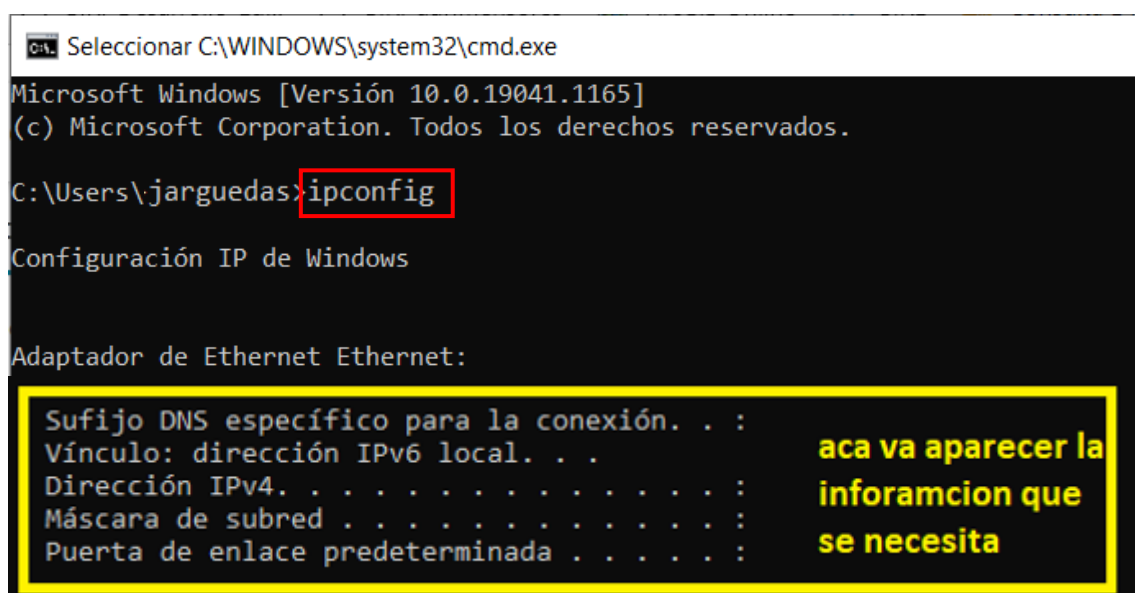 Seleccionar C:\WINDOWS\system32\cmd.exe
Microsoft Windows [Versión 10.0.19041.1165]
(c) Microsoft Corporation. Todos los derechos reservados.
C:\Users\jarguedas>ipconfig
Configuración IP de Windows
Adaptador de Ethernet Ethernet:
Sufijo DNS específico para la conexión. . :
Vínculo: dirección IPv6 local. . .
Dirección IPv4. . . . . . . . . . . . . . :
Máscara de subred . . . . . . . . . . . . :
Puerta de enlace predeterminada . . . . . :
aca va aparecer la
inforamcion que
se necesita